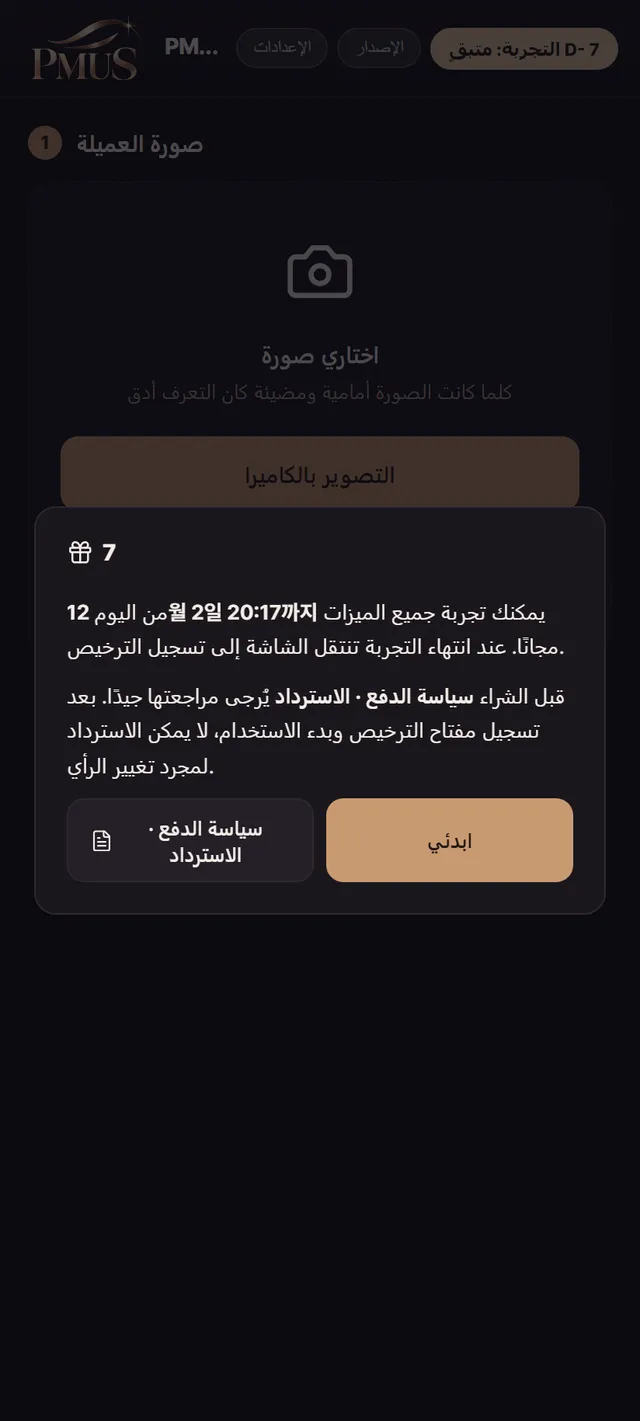 PMUS
PM...
الإعدادات
الإصدار
التجربة: متبقٍ D- 7
1
صورة العميلة
اختاري صورة
كلما كانت الصورة أمامية ومضيئة كان التعرف أدق
التصوير بالكاميرا
7
من اليوم 12월 2일 20:17까지 يمكنك تجربة جميع الميزات
مجانًا. عند انتهاء التجربة تنتقل الشاشة إلى تسجيل الترخيص.
قبل الشراء سياسة الدفع · الاسترداد يُرجى مراجعتها جيدًا. بعد
تسجيل مفتاح الترخيص وبدء الاستخدام، لا يمكن الاسترداد
لمجرد تغيير الرأي.
سياسة الدفع ·
الاسترداد
ابدئي